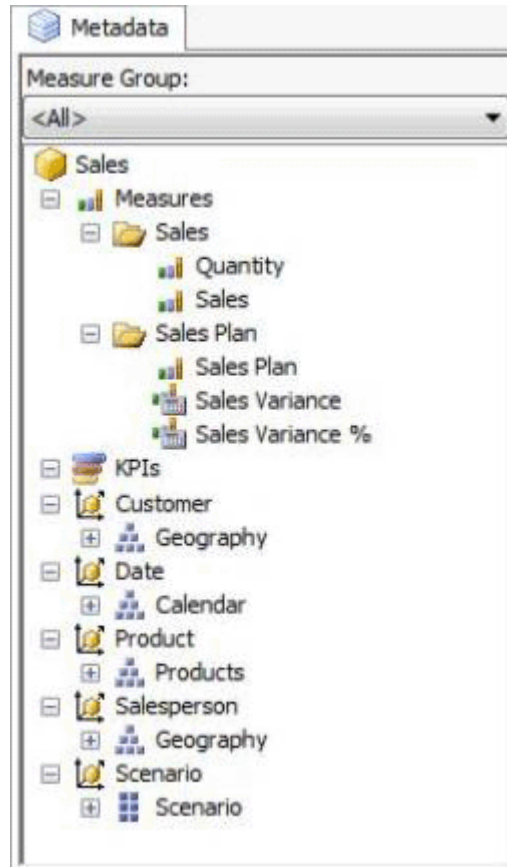 Metadata
Measure Group:
<All>
Sales
Measures
Sales
Quantity
Sales
Sales Plan
Sales Plan
Sales Variance
Sales Variance %
KPIs
Customer
Geography
Date
Calendar
Product
Products
Salesperson
Geography
Scenario
Scenario